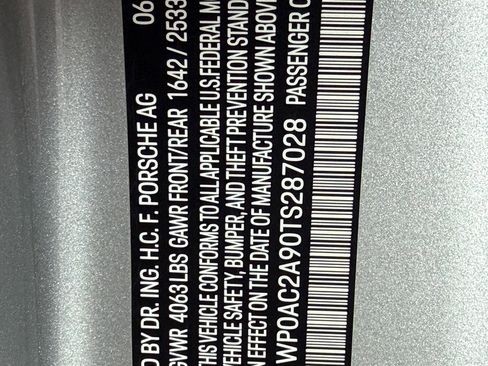 D BY DR. ING. H.C. F. PORSCHE AG 06
GVWR 4063 LBS GAWR FRONT/REAR 1642 / 2533
THIS VEHICLE CONFORMS TO ALL APPLICABLE U.S. FEDERAL M
VEHICLE SAFETY, BUMPER, AND THEFT PREVENTION STAND
N EFFECT ON THE DATE OF MANUFACTURE SHOWN ABOVE
WP0AC2A90TS287028 PASSENGER C